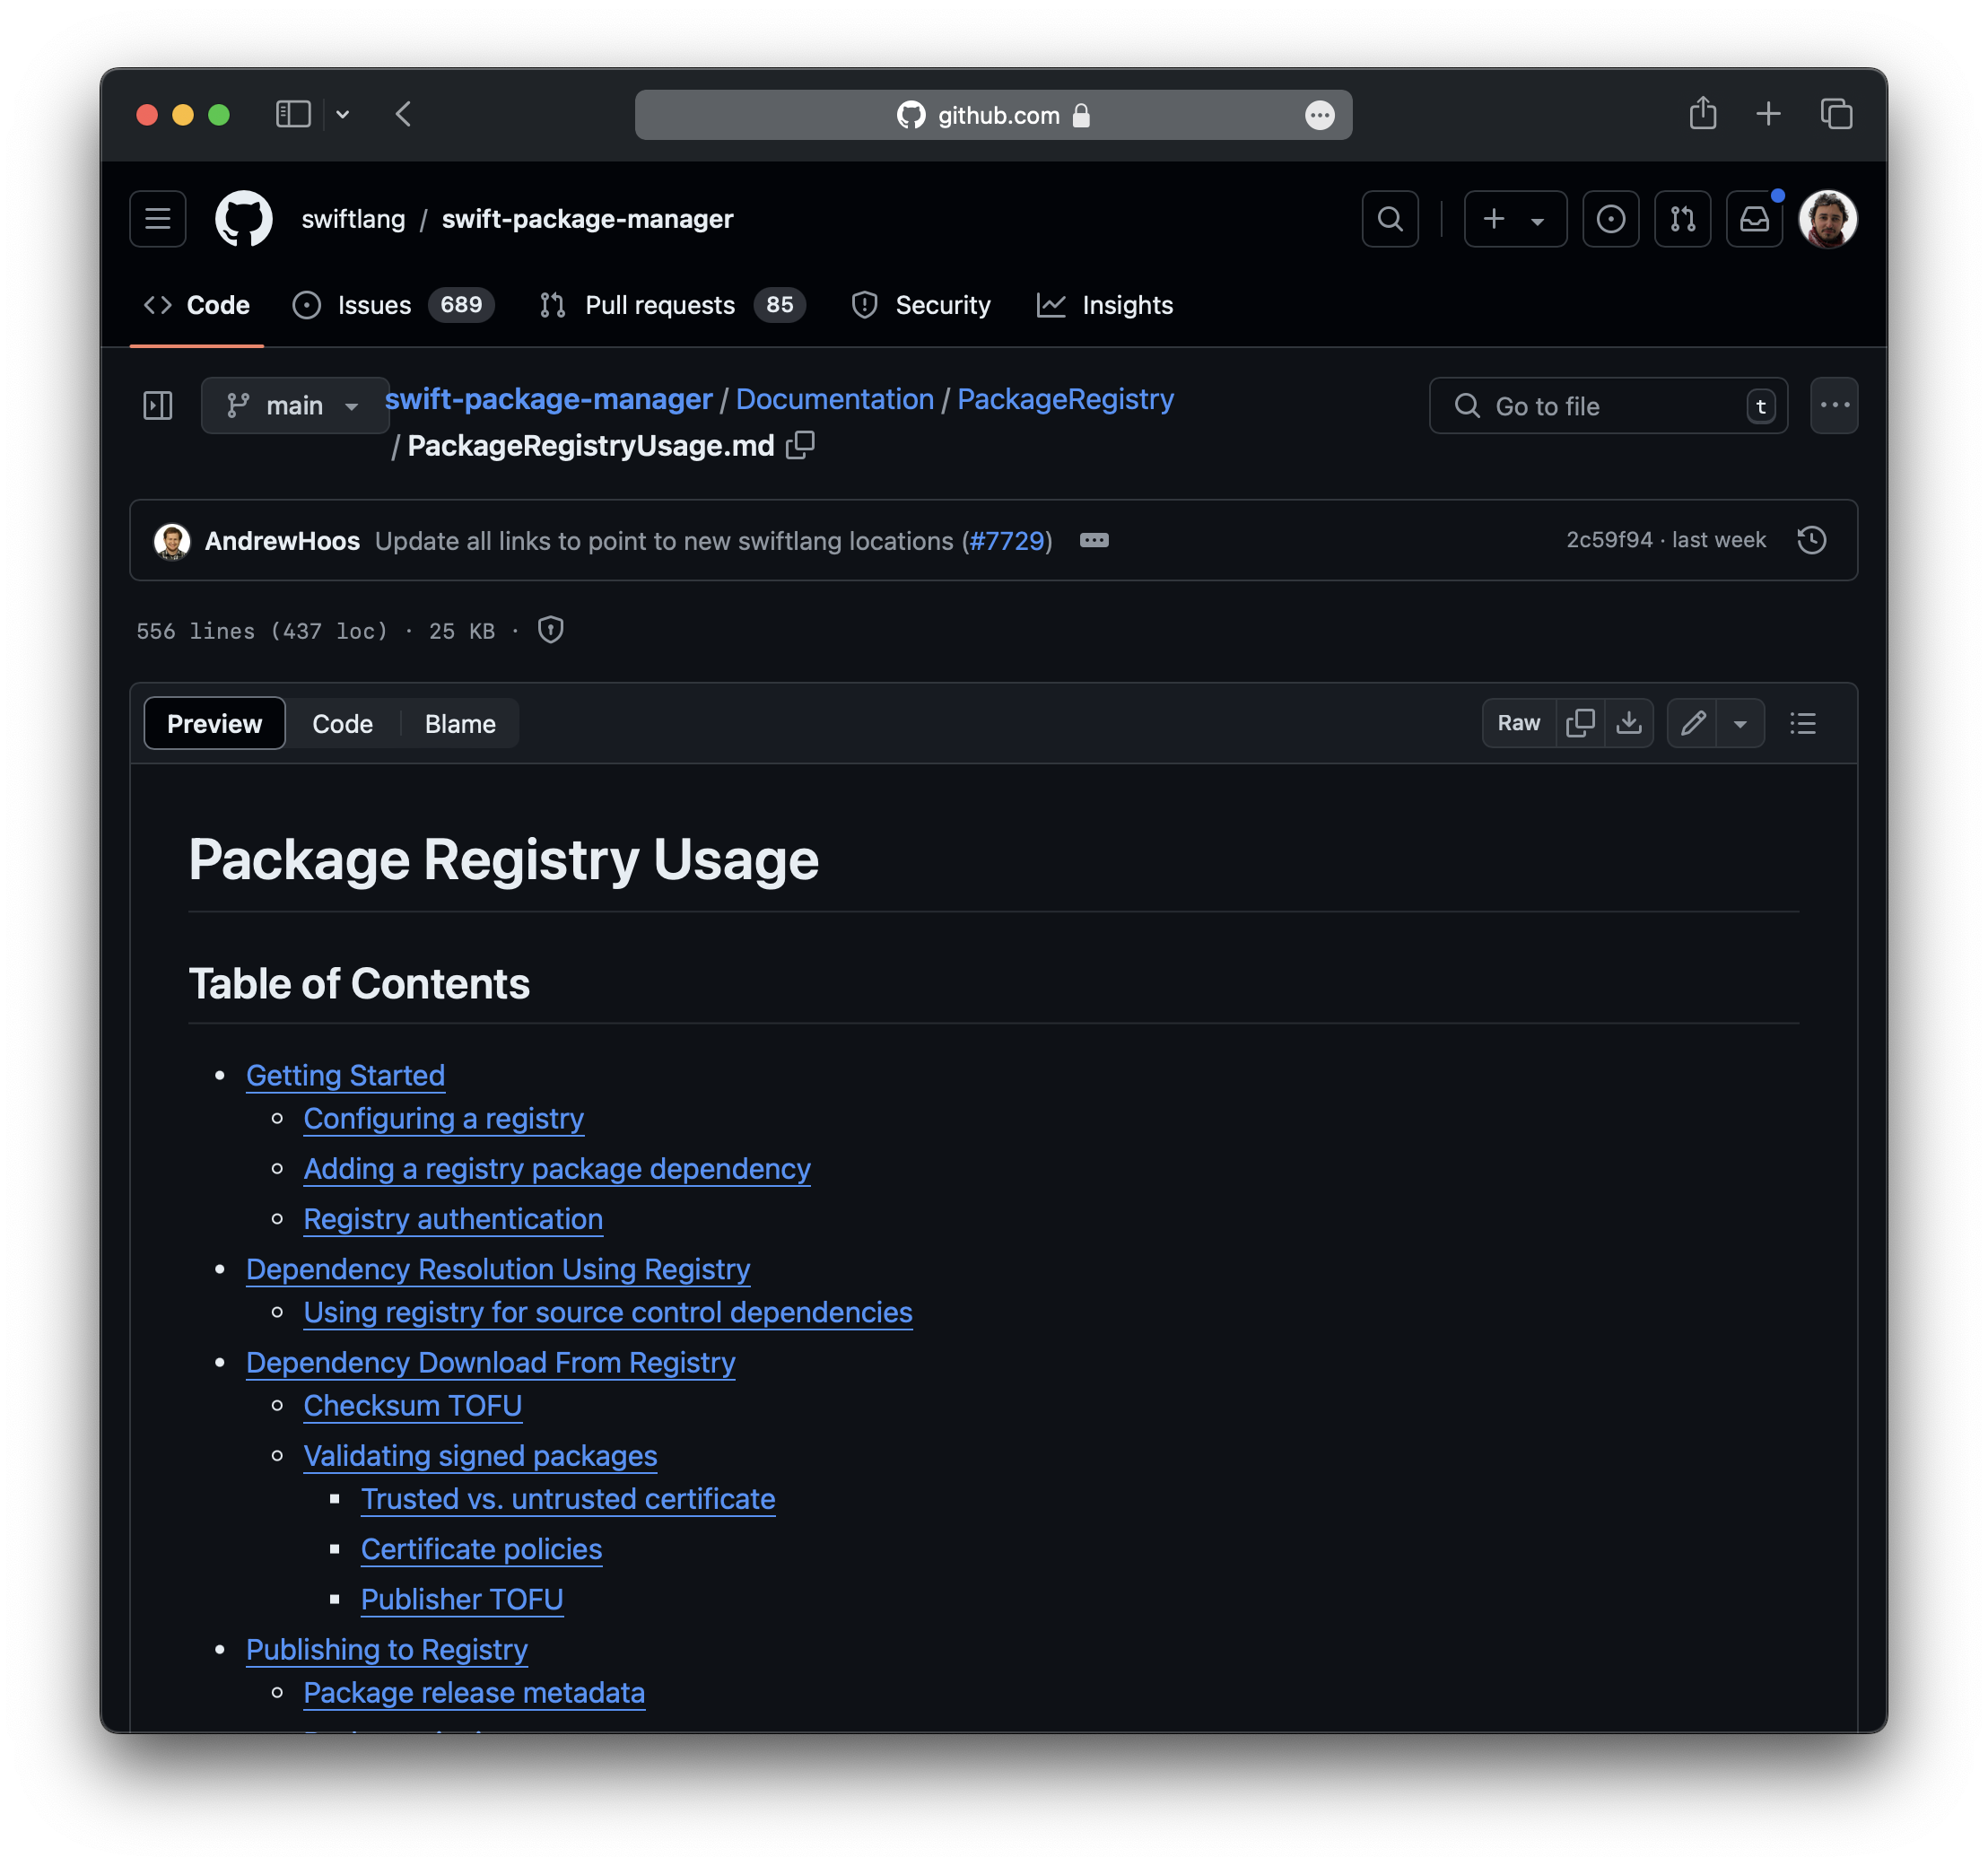 github.com
swiftlang / swift-package-manager
Code Issues 689 Pull requests 85 Security Insights
main swift-package-manager / Documentation / PackageRegistry
/ PackageRegistryUsage.md
Go to file t
AndrewHoos Update all links to point to new swiftlang locations (#7729) 2c59f94 · last week
556 lines (437 loc) · 25 KB ·
Preview Code Blame Raw
Package Registry Usage
Table of Contents
• Getting Started
Configuring a registry
Adding a registry package dependency
Registry authentication
• Dependency Resolution Using Registry
Using registry for source control dependencies
• Dependency Download From Registry
Checksum TOFU
Validating signed packages
Trusted vs. untrusted certificate
Certificate policies
Publisher TOFU
• Publishing to Registry
Package release metadata